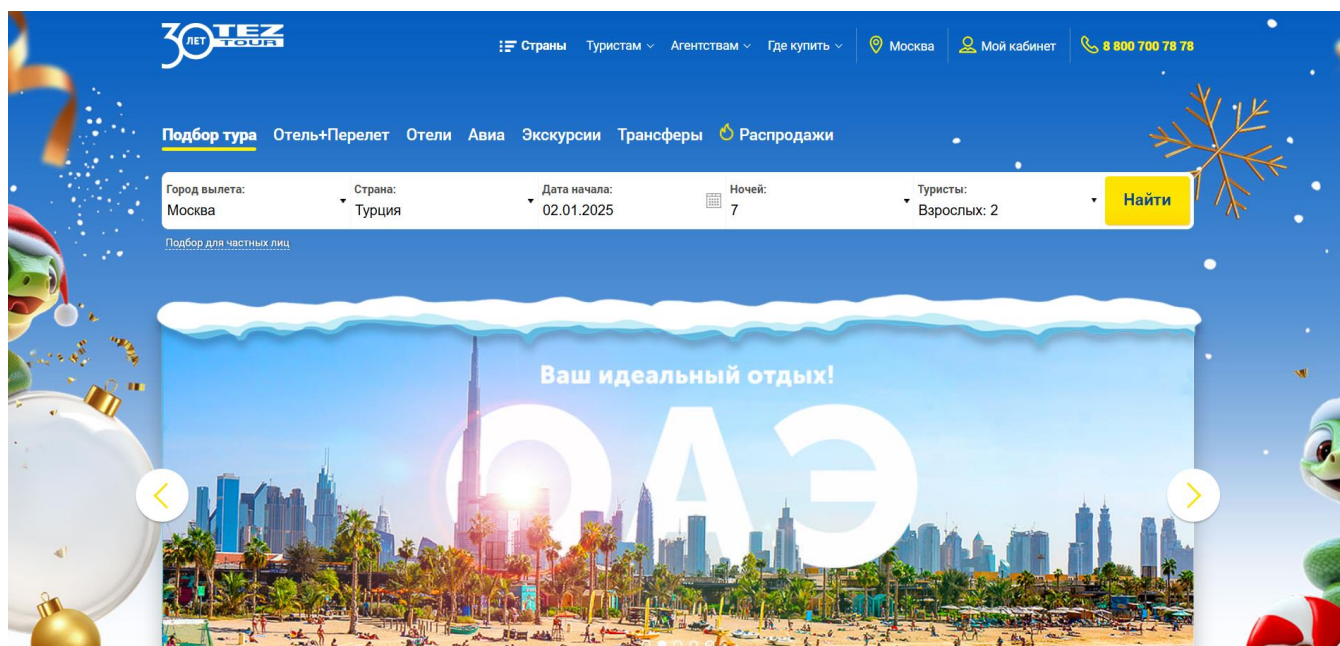 30 ЛЕТ TEZ TOUR
Страны Туристам Агентствам Где купить Москва Мой кабинет 8 800 700 78 78
Подбор тура Отель+Перелет Отели Авиа Экскурсии Трансферы Распродажи
Город вылета: Страна: Дата начала: Ночей: Туристы:
Москва Турция 02.01.2025 7 Взрослых: 2 Найти
Подбор для частных лиц
Ваш идеальный отдых!
ОАЭ